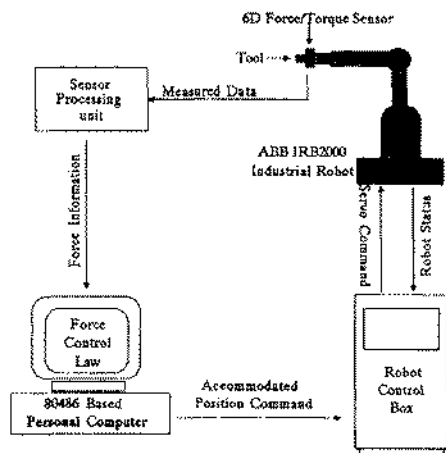 6D Force/Torque Sensor
Tool
Sensor
Processing
unit
Measured Data
ABB IRB2000
Industrial Robot
Force Information
Servo Command
Robot Status
Force
Control
Law
80486 Based
Personal Computer
Accommodated
Position Command
Robot
Control
Box